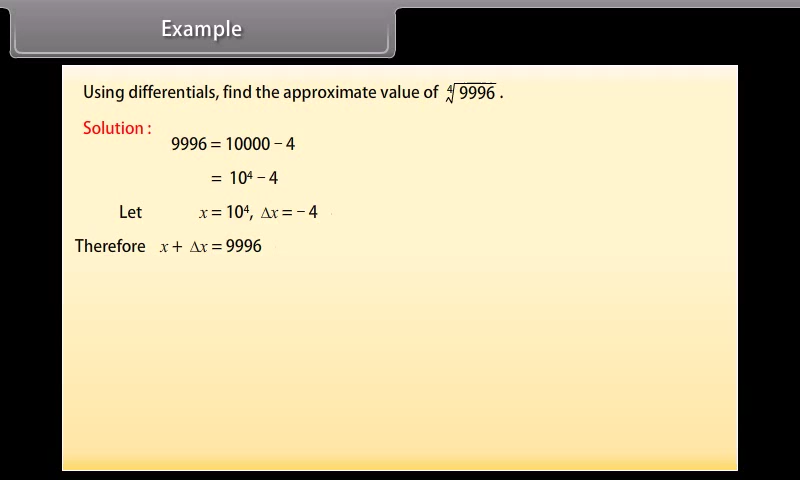 Example
Using differentials, find the approximate value of ∜9996 .
Solution :
9996 = 10000 − 4
= 10⁴ − 4
Let x = 10⁴, Δx = − 4
Therefore x + Δx = 9996